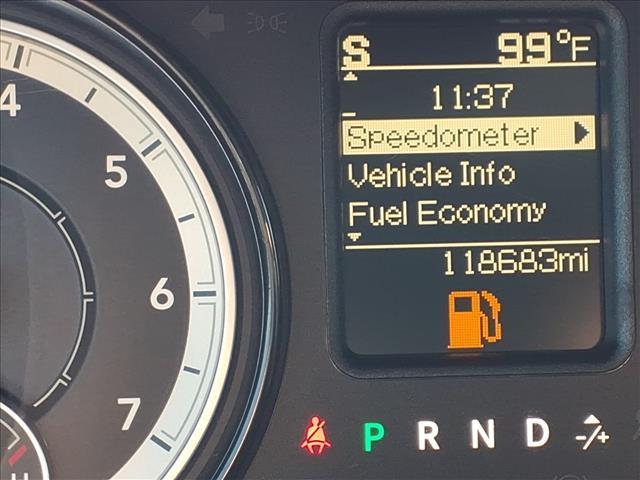 S 99°F
11:37
Speedometer
Vehicle Info
Fuel Economy
118683mi
4
5
6
7
H
P R N D -/+